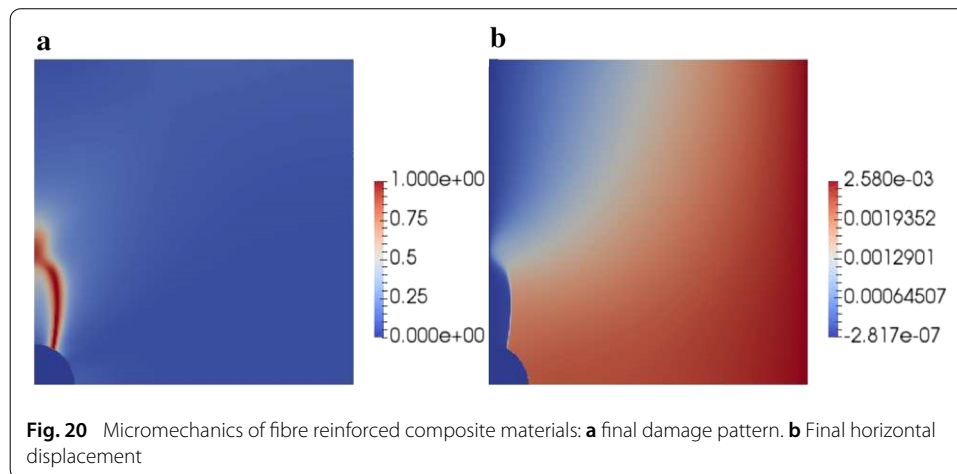 a
b
1.000e+00
0.75
0.5
0.25
0.000e+00
2.580e-03
0.0019352
0.0012901
0.00064507
-2.817e-07
Fig. 20 Micromechanics of fibre reinforced composite materials: a final damage pattern. b Final horizontal
displacement